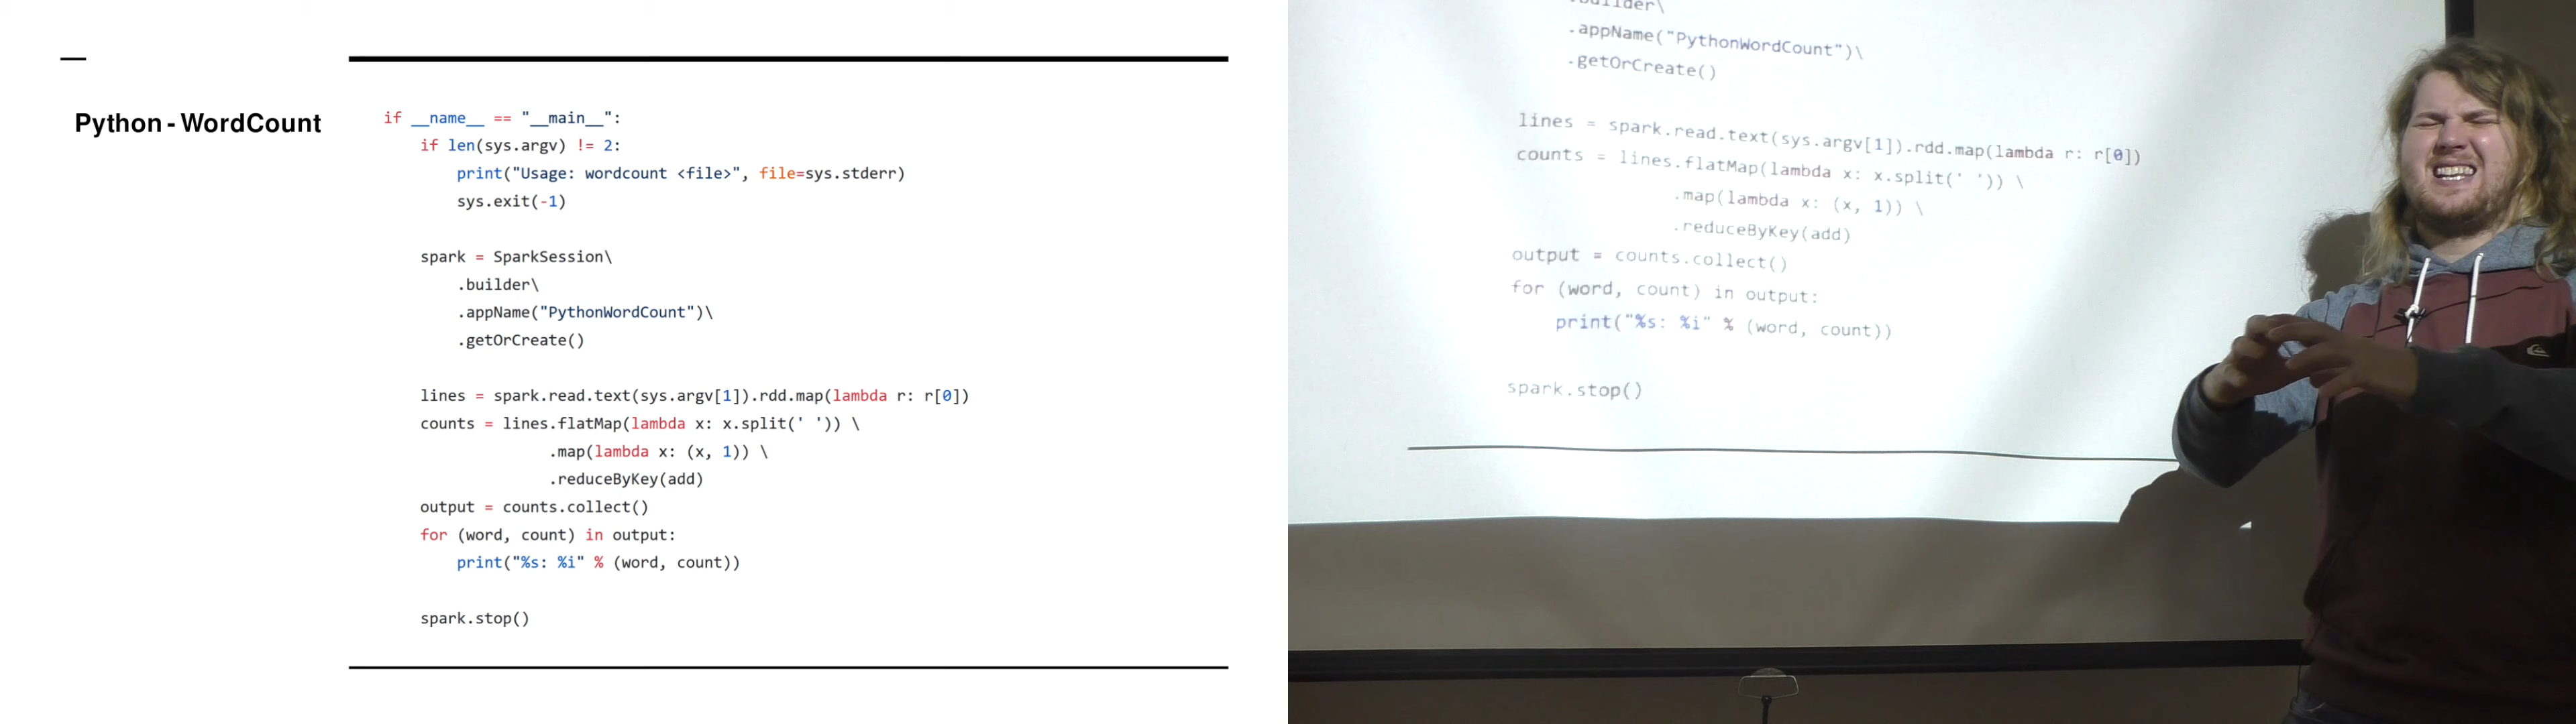 Python - WordCount
if __name__ == "__main__":
    if len(sys.argv) != 2:
        print("Usage: wordcount <file>", file=sys.stderr)
        sys.exit(-1)
    spark = SparkSession\
        .builder\
        .appName("PythonWordCount")\
        .getOrCreate()
    lines = spark.read.text(sys.argv[1]).rdd.map(lambda r: r[0])
    counts = lines.flatMap(lambda x: x.split(' ')) \
                  .map(lambda x: (x, 1)) \
                  .reduceByKey(add)
    output = counts.collect()
    for (word, count) in output:
        print("%s: %i" % (word, count))
    spark.stop()
.builder\
.appName("PythonWordCount")\
.getOrCreate()
lines = spark.read.text(sys.argv[1]).rdd.map(lambda r: r[0])
counts = lines.flatMap(lambda x: x.split(' ')) \
              .map(lambda x: (x, 1)) \
              .reduceByKey(add)
output = counts.collect()
for (word, count) in output:
    print("%s: %i" % (word, count))
spark.stop()